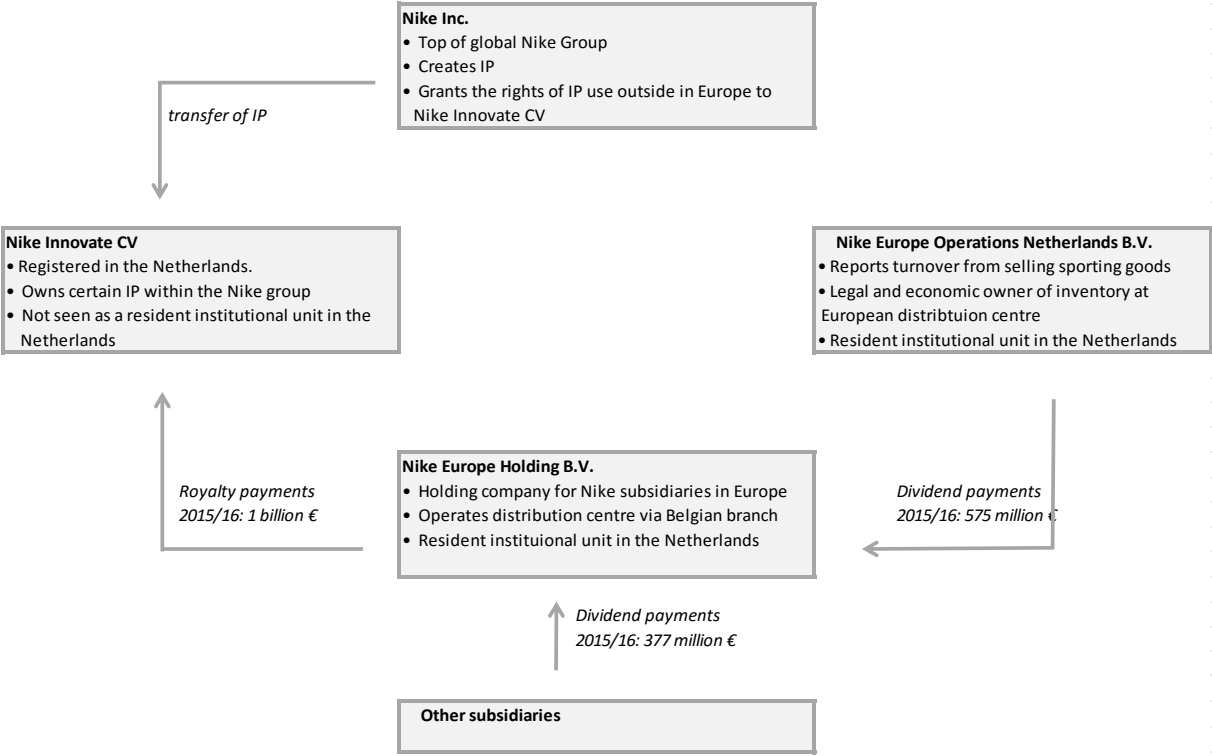 Nike Inc.
• Top of global Nike Group
• Creates IP
• Grants the rights of IP use outside in Europe to
Nike Innovate CV
transfer of IP
Nike Innovate CV
• Registered in the Netherlands.
• Owns certain IP within the Nike group
• Not seen as a resident institutional unit in the
Netherlands
Nike Europe Operations Netherlands B.V.
• Reports turnover from selling sporting goods
• Legal and economic owner of inventory at
European distribtuion centre
• Resident institutional unit in the Netherlands
Nike Europe Holding B.V.
• Holding company for Nike subsidiaries in Europe
• Operates distribution centre via Belgian branch
• Resident instituional unit in the Netherlands
Royalty payments
2015/16: 1 billion €
Dividend payments
2015/16: 575 million €
Dividend payments
2015/16: 377 million €
Other subsidiaries